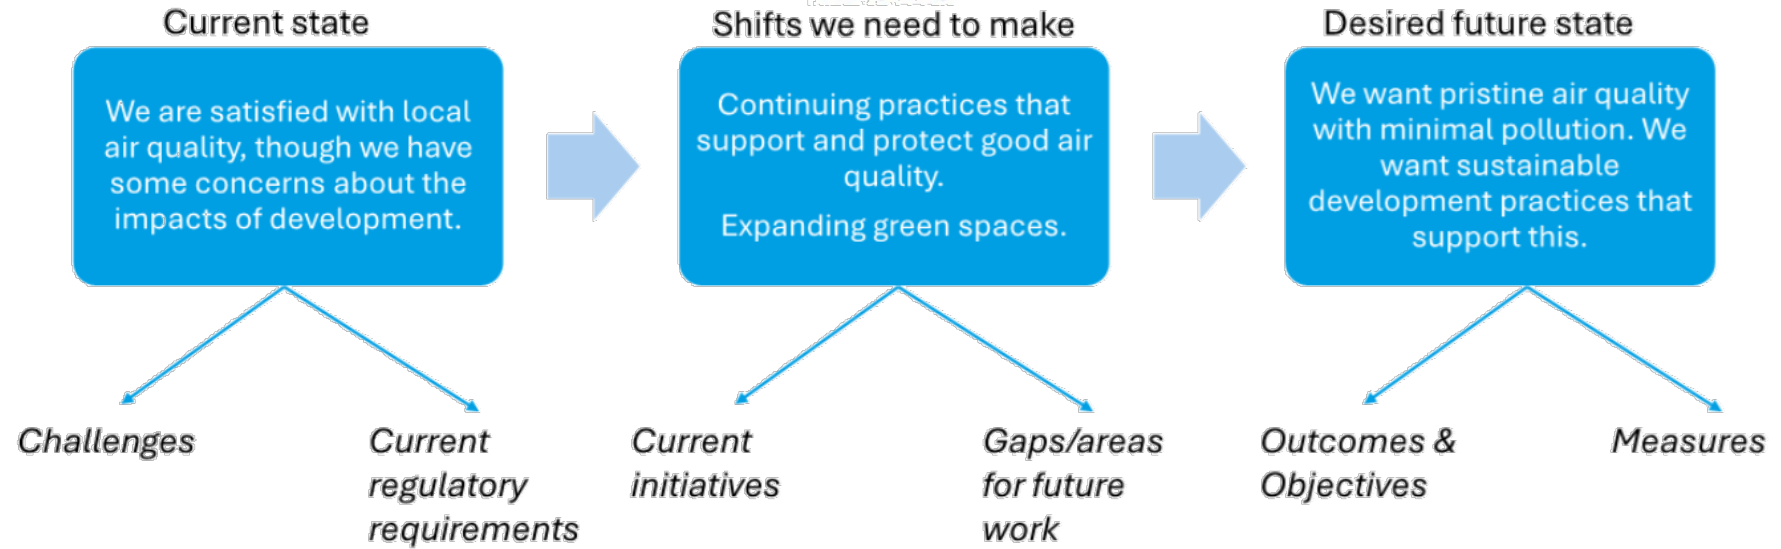 Current state
We are satisfied with local
air quality, though we have
some concerns about the
impacts of development.
Challenges
Current
regulatory
requirements
Shifts we need to make
Continuing practices that
support and protect good air
quality.
Expanding green spaces.
Current
initiatives
Gaps/areas
for future
work
Desired future state
We want pristine air quality
with minimal pollution. We
want sustainable
development practices that
support this.
Outcomes &
Objectives
Measures